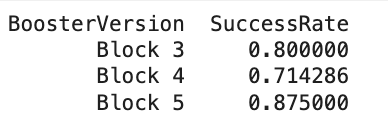 BoosterVersion SuccessRate
Block 3 0.800000
Block 4 0.714286
Block 5 0.875000